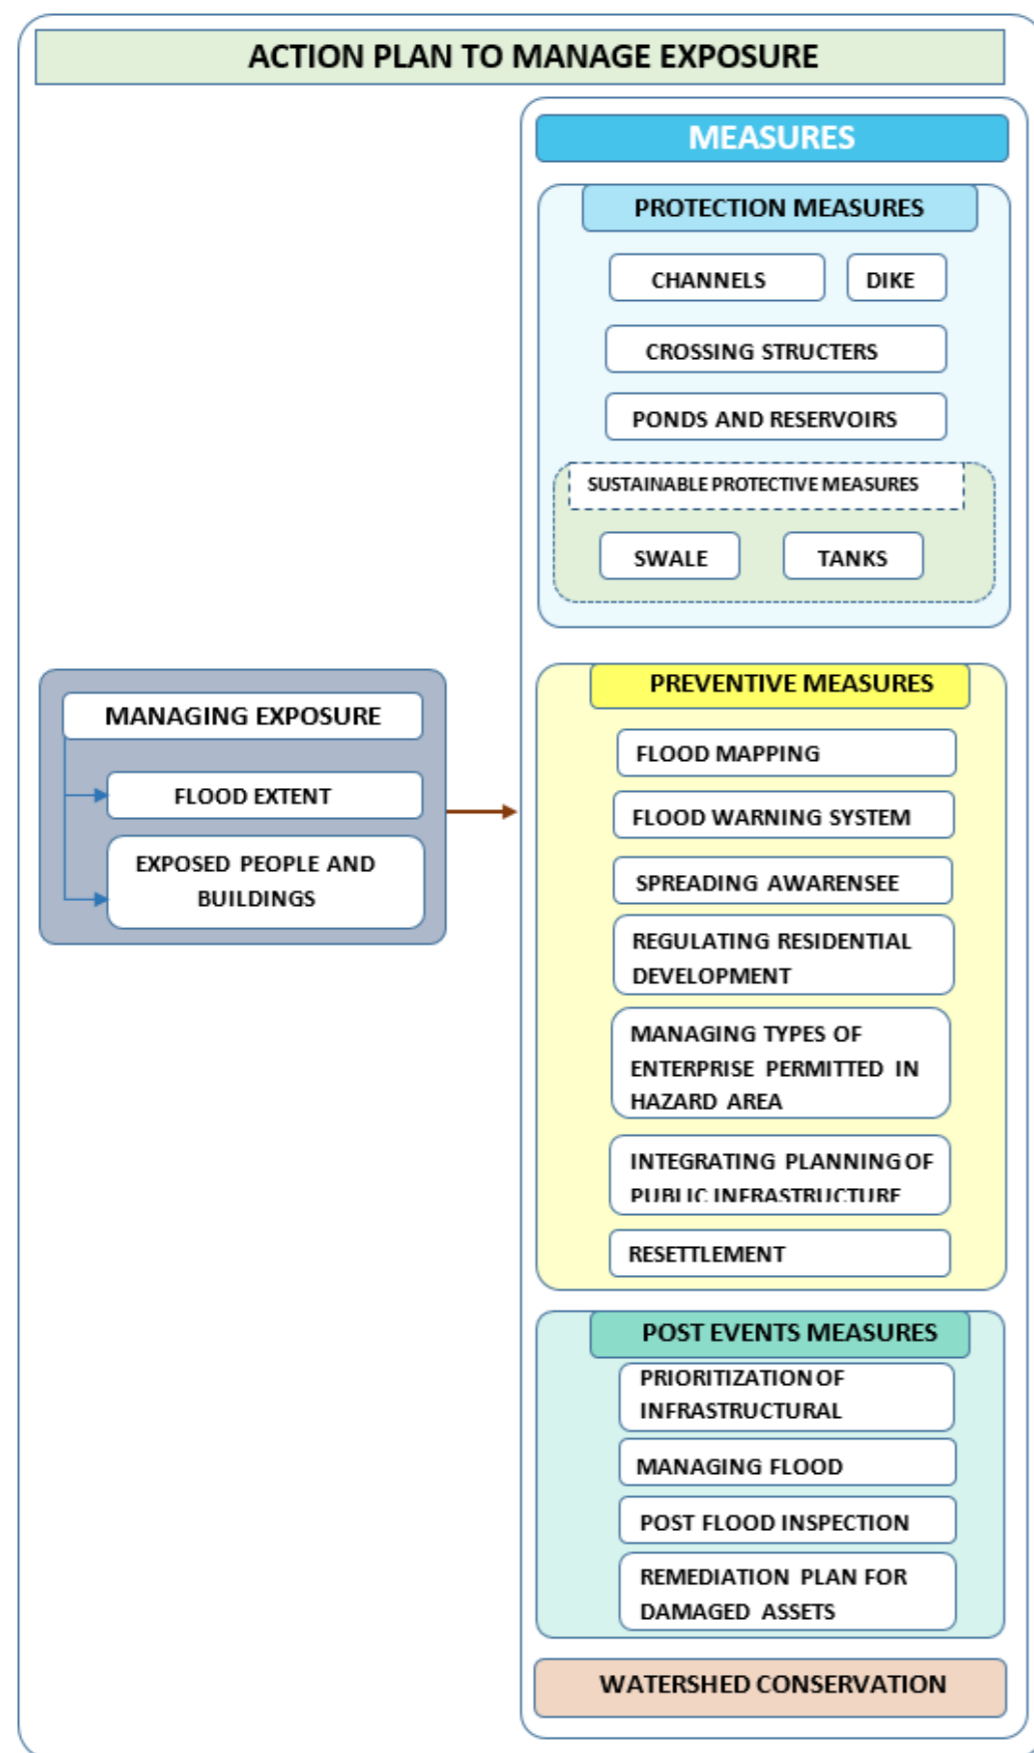 ACTION PLAN TO MANAGE EXPOSURE
MEASURES
PROTECTION MEASURES
CHANNELS
DIKE
CROSSING STRUCTERS
PONDS AND RESERVOIRS
SUSTAINABLE PROTECTIVE MEASURES
SWALE
TANKS
MANAGING EXPOSURE
FLOOD EXTENT
EXPOSED PEOPLE AND
BUILDINGS
PREVENTIVE MEASURES
FLOOD MAPPING
FLOOD WARNING SYSTEM
SPREADING AWARENSEE
REGULATING RESIDENTIAL
DEVELOPMENT
MANAGING TYPES OF
ENTERPRISE PERMITTED IN
HAZARD AREA
INTEGRATING PLANNING OF
PUBLIC INFRASTRUCTURE
RESETTLEMENT
POST EVENTS MEASURES
PRIORITIZATION OF
INFRASTRUCTURAL
MANAGING FLOOD
POST FLOOD INSPECTION
REMEDIATION PLAN FOR
DAMAGED ASSETS
WATERSHED CONSERVATION